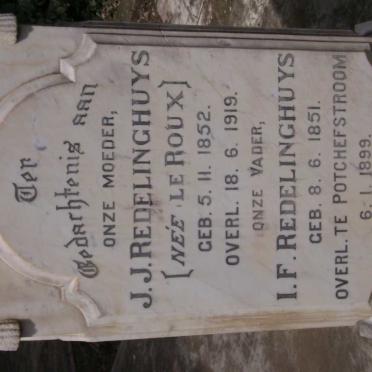 Ter
Gedachtenis aan
ONZE MOEDER,
J.J. REDELINGHUYS
[NÉE LE ROUX]
GEB. 5. 11. 1852.
OVERL. 18. 6. 1919.
ONZE VADER,
I.F. REDELINGHUYS
GEB. 8. 6. 1851.
OVERL. TE POTCHEFSTROOM
6. 1. 1899.